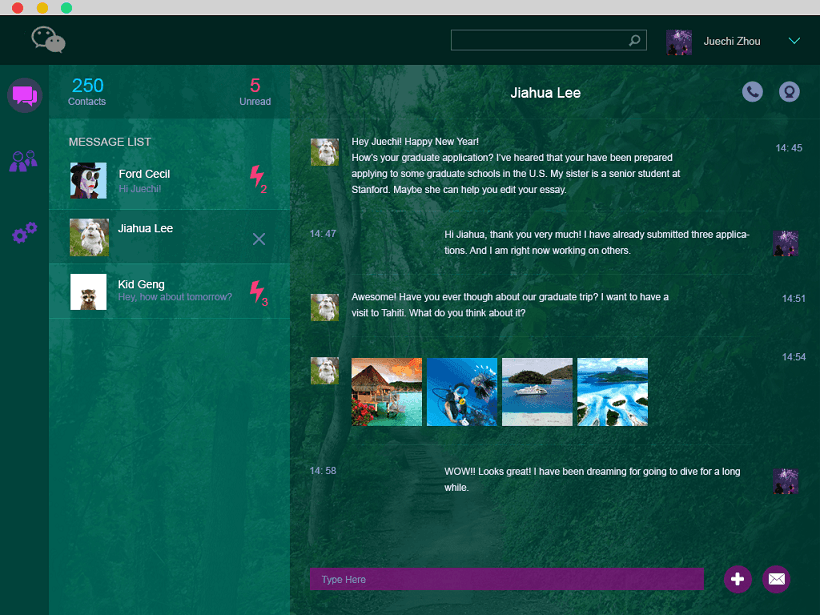 Juechi Zhou
250
Contacts
5
Unread
MESSAGE LIST
Ford Cecil
Hi Juechi!
2
Jiahua Lee
Kid Geng
Hey, how about tomorrow?
3
Jiahua Lee
Hey Juechi! Happy New Year!
14: 45
How's your graduate application? I've heared that your have been prepared
applying to some graduate schools in the U.S. My sister is a senior student at
Stanford. Maybe she can help you edit your essay.
14: 47
Hi Jiahua, thank you very much! I have already submitted three applica-
tions. And I am right now working on others.
Awesome! Have you ever though about our graduate trip? I want to have a
14:51
visit to Tahiti. What do you think about it?
14:54
14: 58
WOW!! Looks great! I have been dreaming for going to dive for a long
while.
Type Here